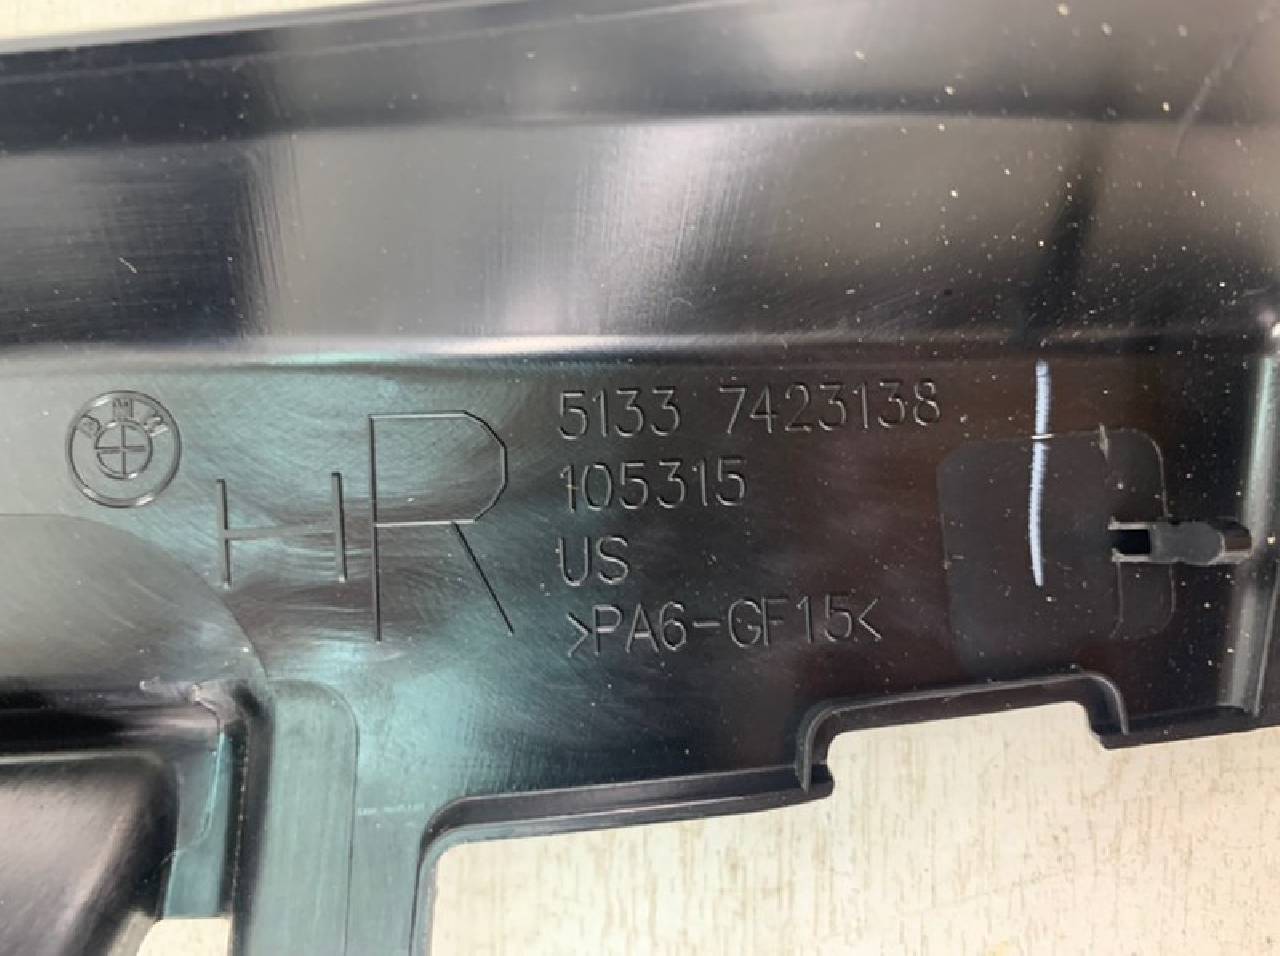 BMW
HR
5133 7423138
105315
US
>PA6-GF15<